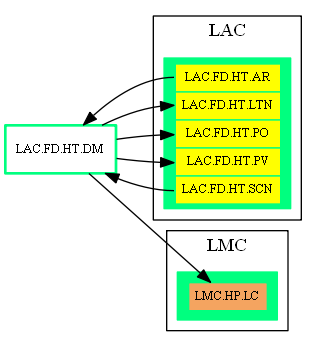 LAC
LAC.FD.HT.AR
LAC.FD.HT.LTN
LAC.FD.HT.DM
LAC.FD.HT.PO
LAC.FD.HT.PV
LAC.FD.HT.SCN
LMC
LMC.HP.LC